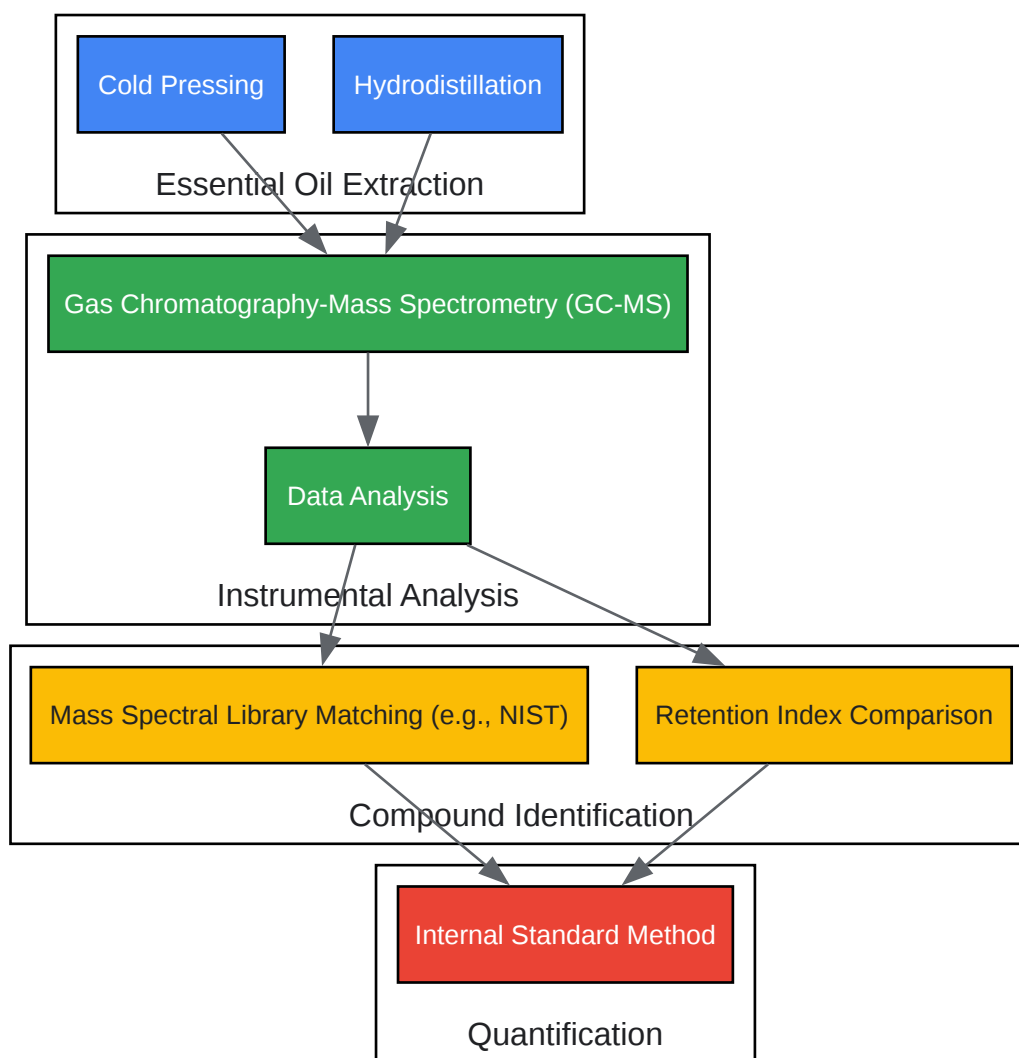 Cold Pressing
Hydrodistillation
Essential Oil Extraction
Gas Chromatography-Mass Spectrometry (GC-MS)
Data Analysis
Instrumental Analysis
Mass Spectral Library Matching (e.g., NIST)
Retention Index Comparison
Compound Identification
Internal Standard Method
Quantification